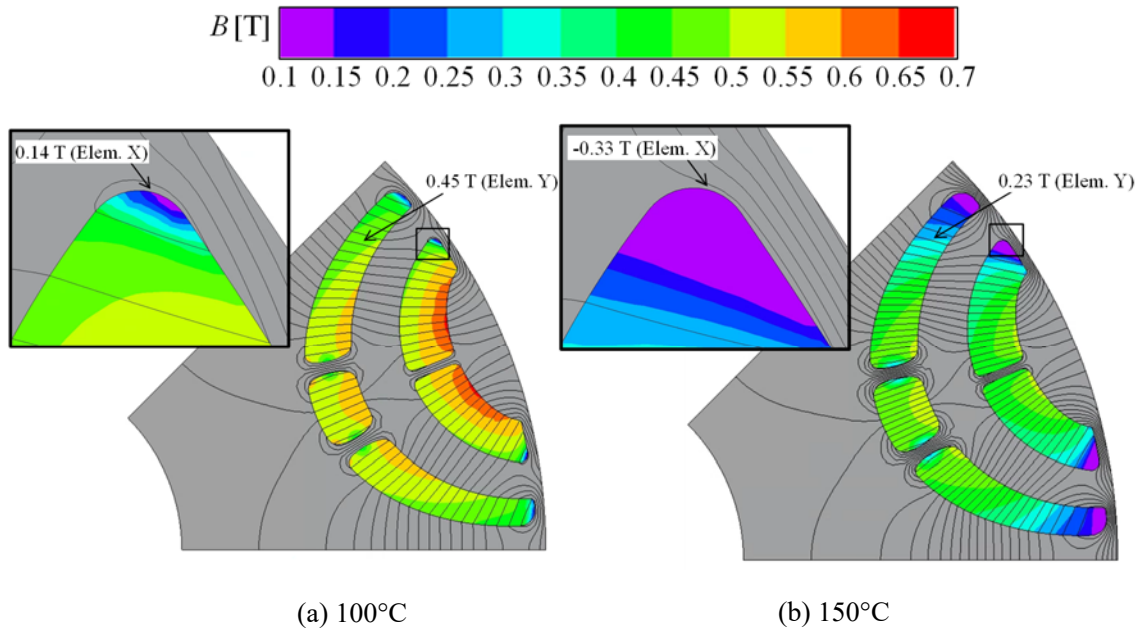 B [T]
0.1 0.15 0.2 0.25 0.3 0.35 0.4 0.45 0.5 0.55 0.6 0.65 0.7
0.14 T (Elem. X)
0.45 T (Elem. Y)
-0.33 T (Elem. X)
0.23 T (Elem. Y)
(a) 100°C
(b) 150°C